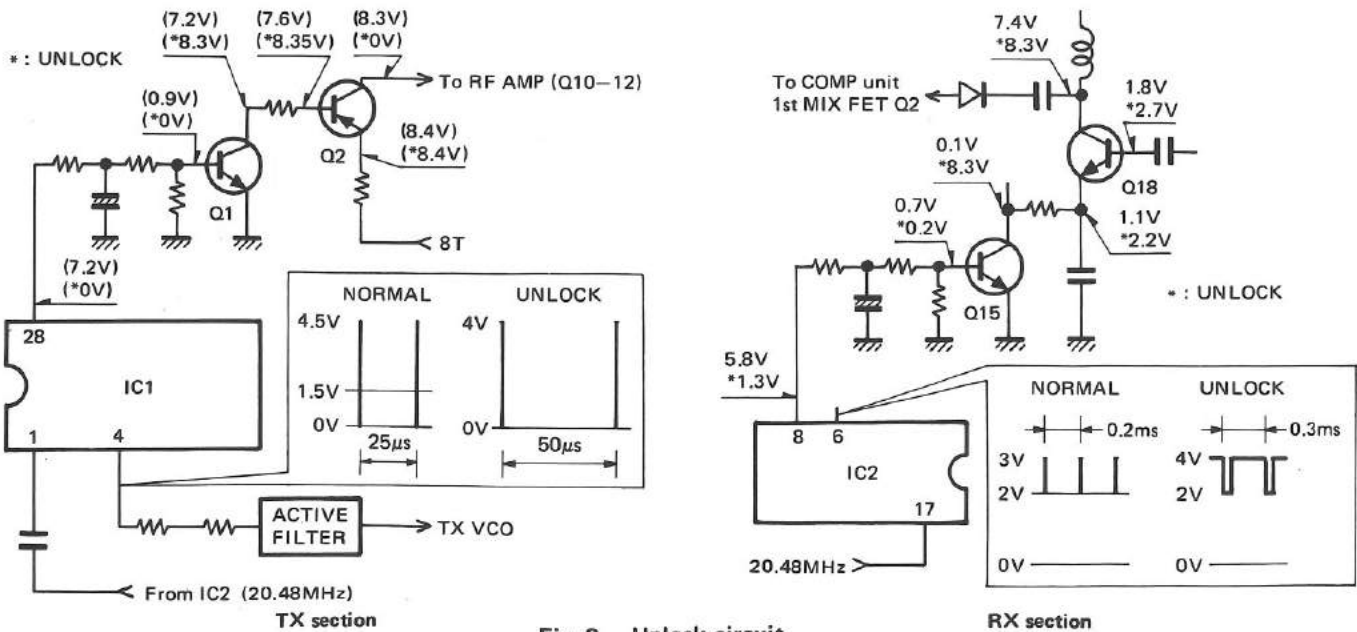 (7.2V)
(*8.3V)
(7.6V)
(*8.35V)
(8.3V)
(*0V)
* : UNLOCK
To RF AMP (Q10–12)
(0.9V)
(*0V)
Q1
Q2
(8.4V)
(*8.4V)
8T
(7.2V)
(*0V)
28
IC1
1
4
NORMAL
UNLOCK
4.5V
1.5V
0V
25μs
4V
0V
50μs
ACTIVE
FILTER
TX VCO
From IC2 (20.48MHz)
TX section
7.4V
*8.3V
To COMP unit
1st MIX FET Q2
1.8V
*2.7V
Q18
0.1V
*8.3V
0.7V
*0.2V
1.1V
*2.2V
Q15
* : UNLOCK
5.8V
*1.3V
8
6
IC2
17
20.48MHz
NORMAL
UNLOCK
0.2ms
0.3ms
3V
2V
0V
4V
2V
0V
RX section